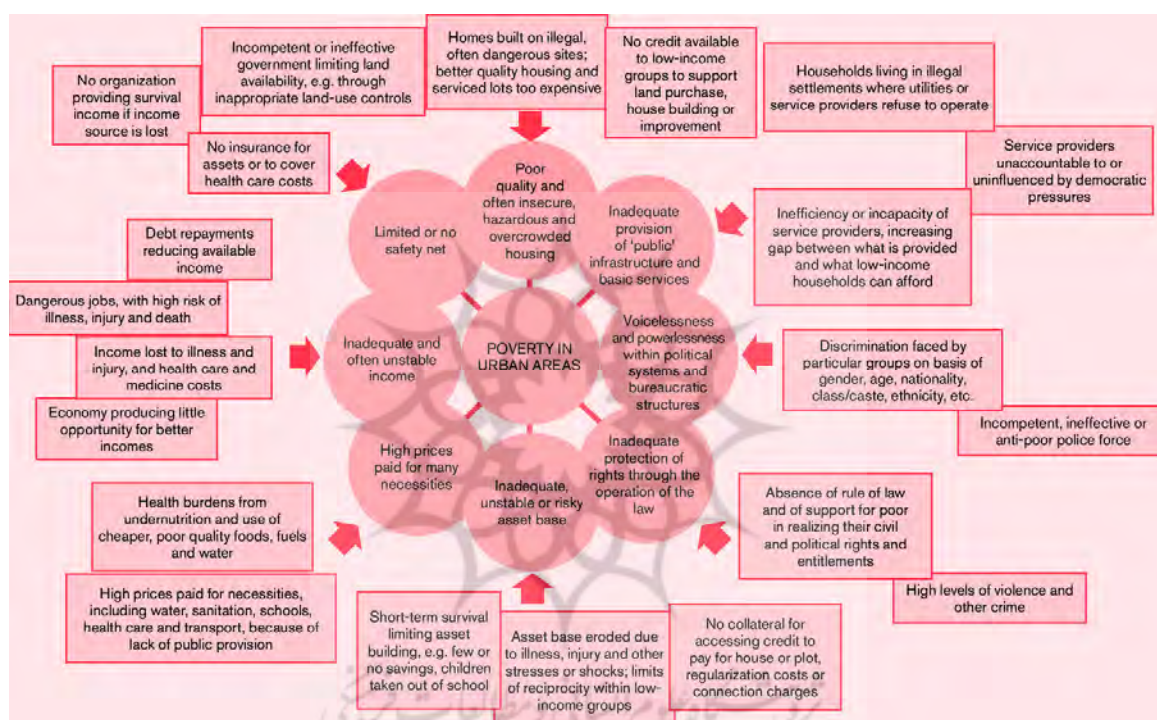 No organization
providing survival
income if income
source is lost
Incompetent or ineffective
government limiting land
availability, e.g. through
inappropriate land-use controls
Homes built on illegal,
often dangerous sites;
better quality housing and
serviced lots too expensive
No credit available
to low-income
groups to support
land purchase,
house building or
improvement
Households living in illegal
settlements where utilities or
service providers refuse to operate
No insurance for
assets or to cover
health care costs
Service providers
unaccountable to or
uninfluenced by democratic
pressures
Limited or no
safety net
Poor
quality and
often insecure,
hazardous and
overcrowded
housing
Inadequate
provision
of ‘public’
infrastructure and
basic services
Inefficiency or incapacity of
service providers, increasing
gap between what is provided
and what low-income
households can afford
Debt repayments
reducing available
income
Dangerous jobs, with high risk of
illness, injury and death
Income lost to illness and
injury, and health care and
medicine costs
Economy producing little
opportunity for better
incomes
Inadequate and
often unstable
income
POVERTY IN
URBAN AREAS
Voicelessness
and powerlessness
within political
systems and
bureaucratic
structures
Discrimination faced by
particular groups on basis of
gender, age, nationality,
class/caste, ethnicity, etc.
Incompetent, ineffective or
anti-poor police force
High prices
paid for many
necessities
Inadequate,
unstable or risky
asset base
Inadequate
protection of
rights through the
operation of the
law
Health burdens from
undernutrition and use of
cheaper, poor quality foods, fuels
and water
High prices paid for necessities,
including water, sanitation, schools,
health care and transport, because of
lack of public provision
Absence of rule of law
and of support for poor
in realizing their civil
and political rights and
entitlements
High levels of violence and
other crime
Short-term survival
limiting asset
building, e.g. few or
no savings, children
taken out of school
Asset base eroded due
to illness, injury and other
stresses or shocks; limits
of reciprocity within low-
income groups
No collateral for
accessing credit to
pay for house or plot,
regularization costs or
connection charges